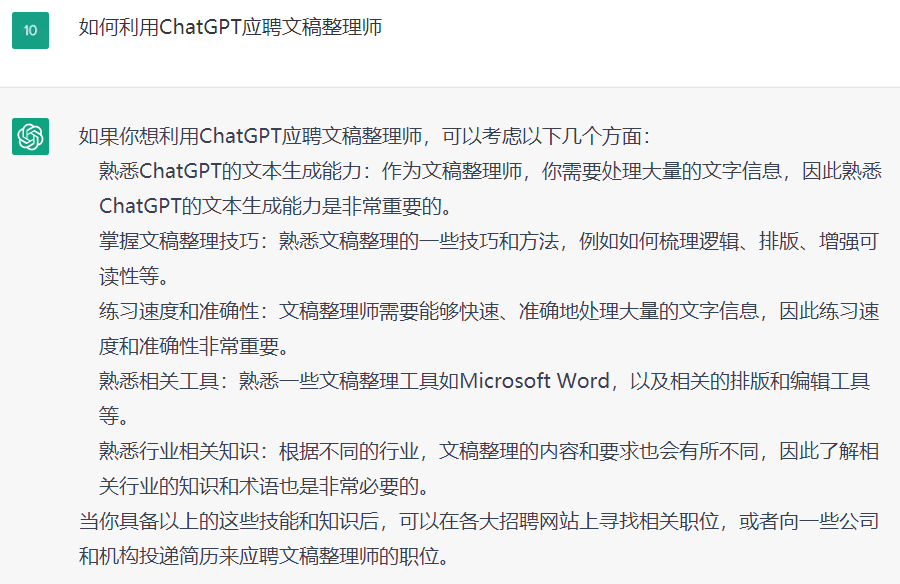 10
如何利用ChatGPT应聘文稿整理师
如果你想利用ChatGPT应聘文稿整理师，可以考虑以下几个方面：
熟悉ChatGPT的文本生成能力：作为文稿整理师，你需要处理大量的文字信息，因此熟悉
ChatGPT的文本生成能力是非常重要的。
掌握文稿整理技巧：熟悉文稿整理的一些技巧和方法，例如如何梳理逻辑、排版、增强可
读性等。
练习速度和准确性：文稿整理师需要能够快速、准确地处理大量的文字信息，因此练习速
度和准确性非常重要。
熟悉相关工具：熟悉一些文稿整理工具如Microsoft Word，以及相关的排版和编辑工具
等。
熟悉行业相关知识：根据不同的行业，文稿整理的内容和要求也会有所不同，因此了解相
关行业的知识和术语也是非常必要的。
当你具备以上的这些技能和知识后，可以在各大招聘网站上寻找相关职位，或者向一些公司
和机构投递简历来应聘文稿整理师的职位。